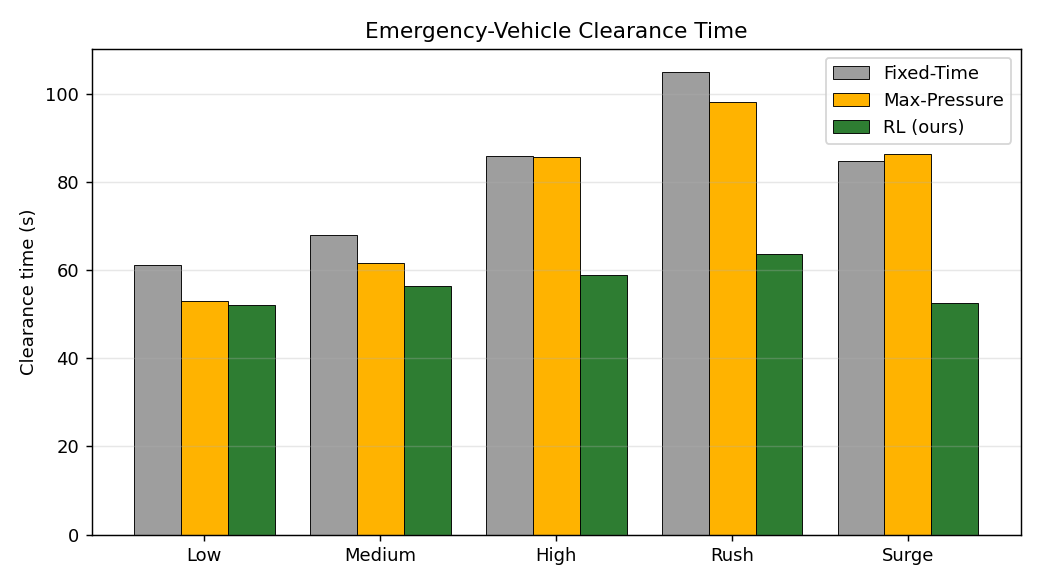 Emergency-Vehicle Clearance Time
Fixed-Time
Max-Pressure
RL (ours)
Clearance time (s)
100
80
60
40
20
0
Low
Medium
High
Rush
Surge